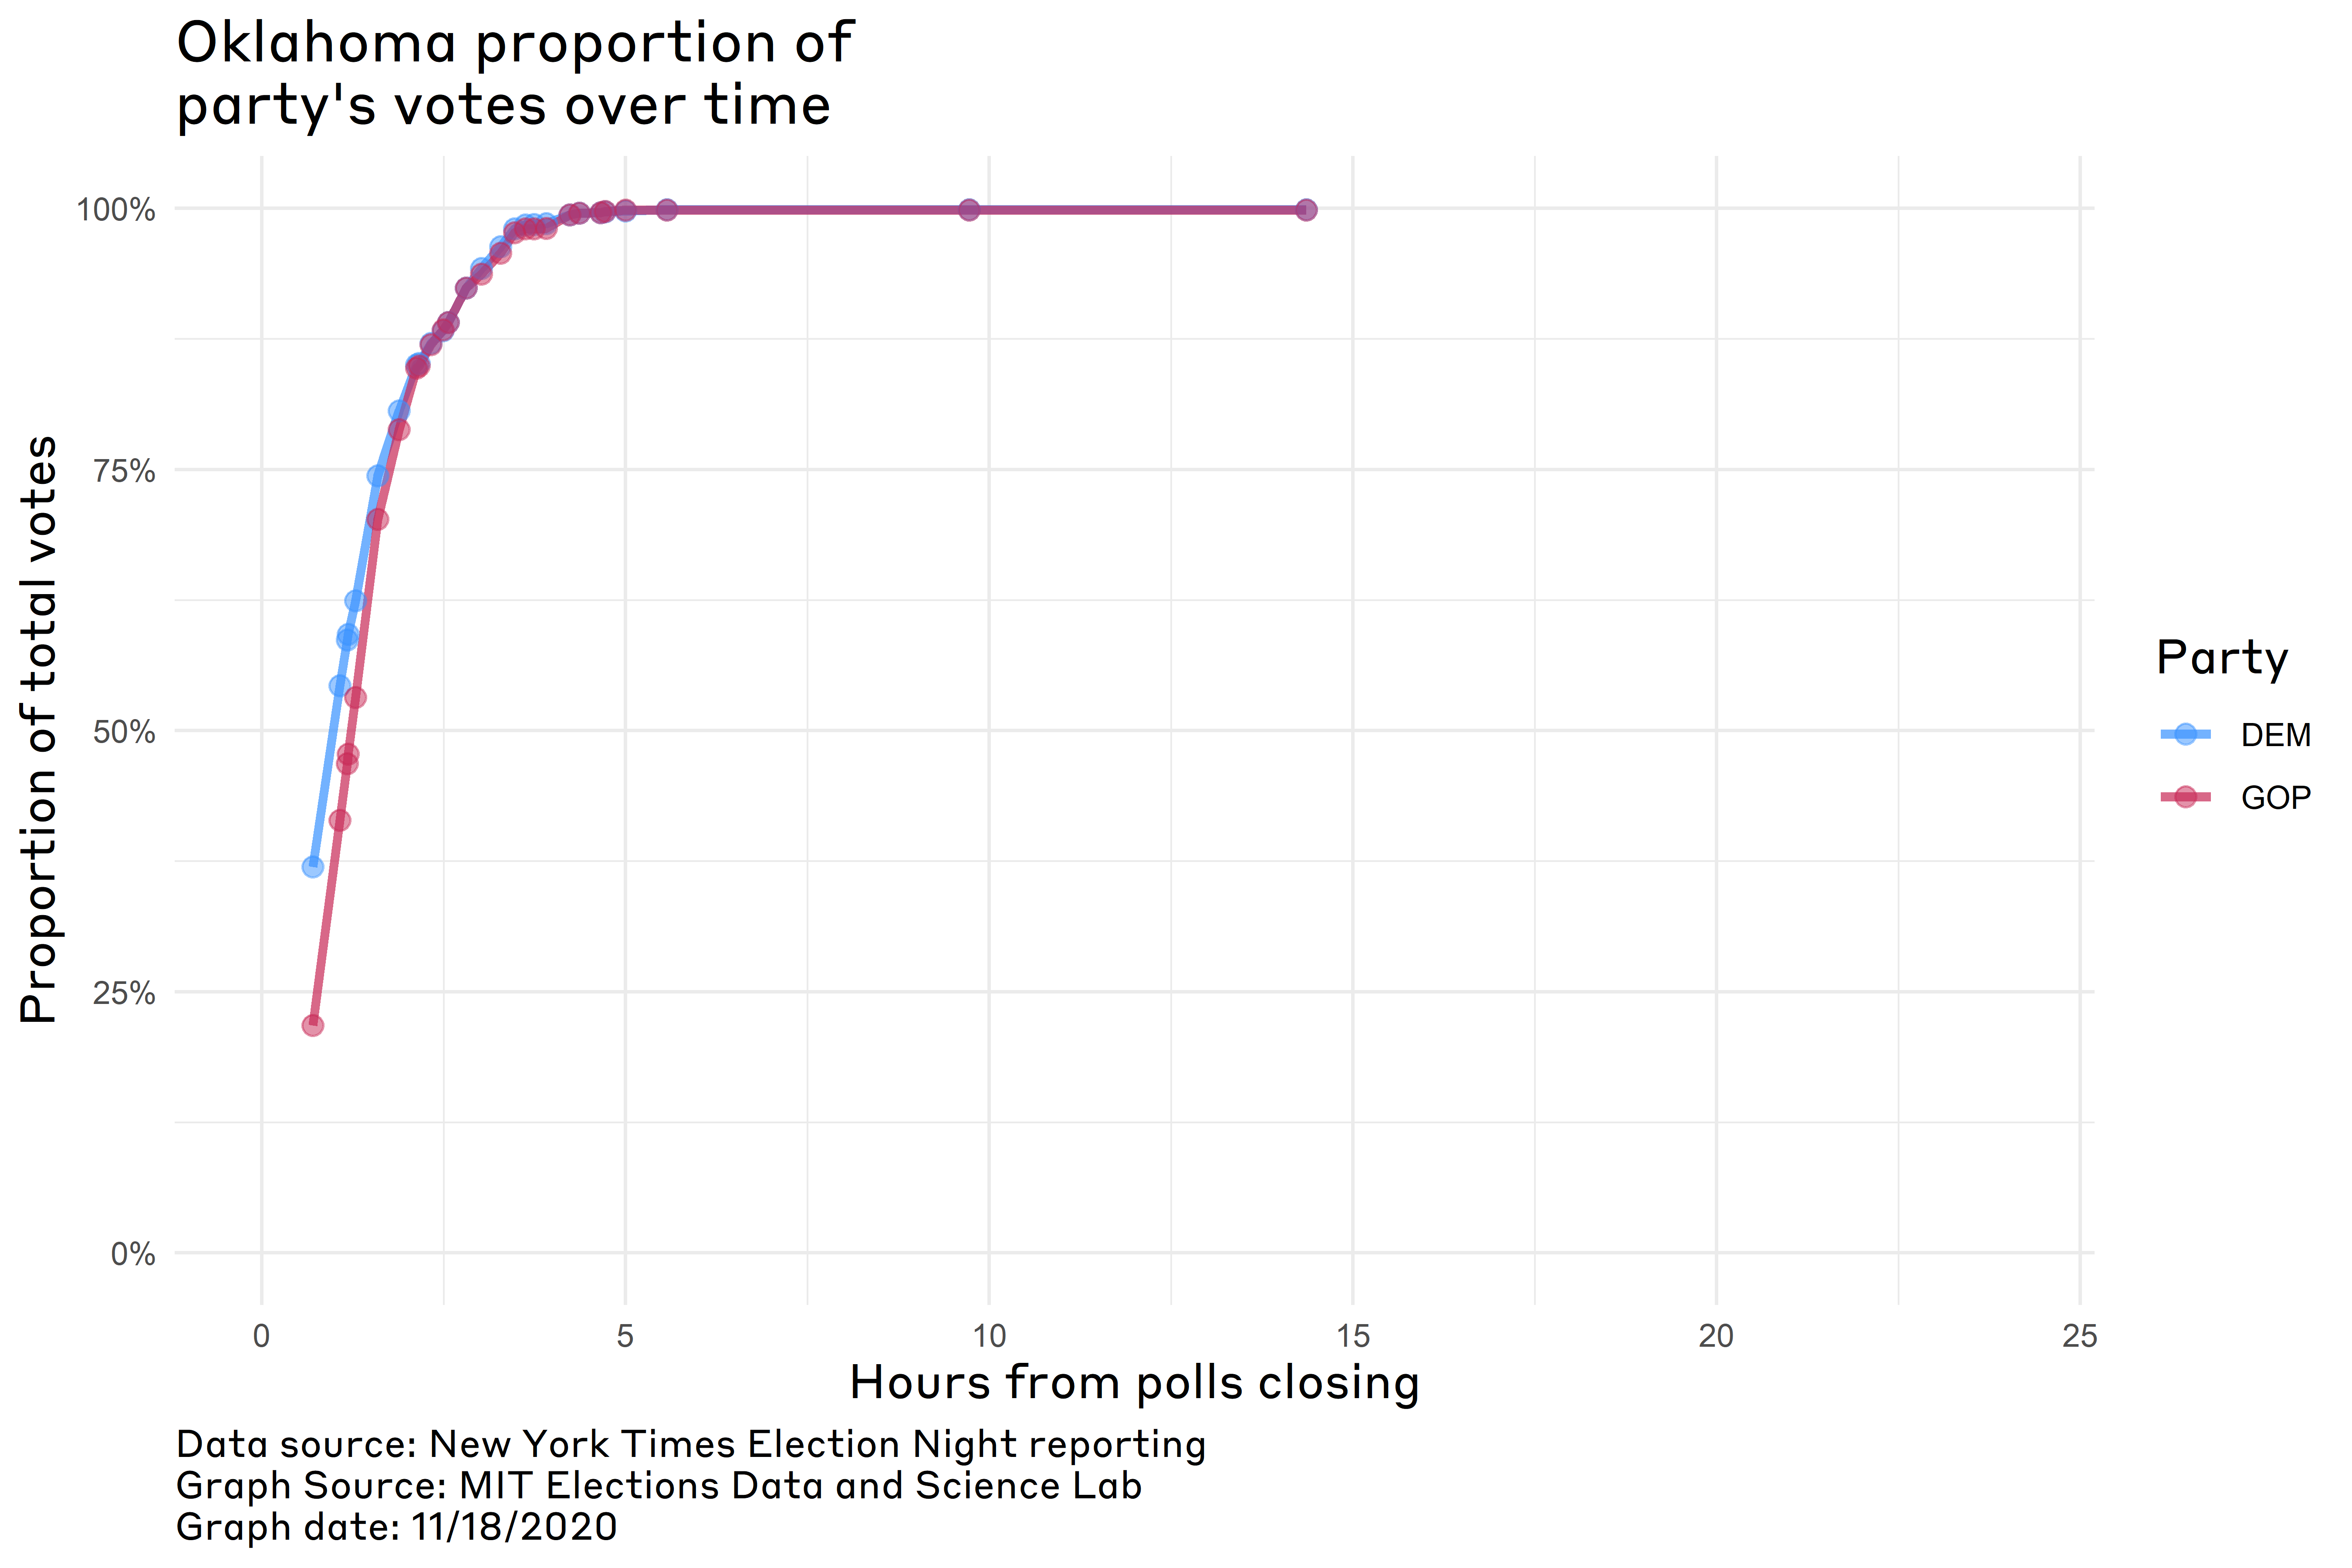 Oklahoma proportion of
party's votes over time
Proportion of total votes
100%
75%
50%
25%
0%
0 5 10 15 20 25
Hours from polls closing
Party
DEM
GOP
Data source: New York Times Election Night reporting
Graph Source: MIT Elections Data and Science Lab
Graph date: 11/18/2020